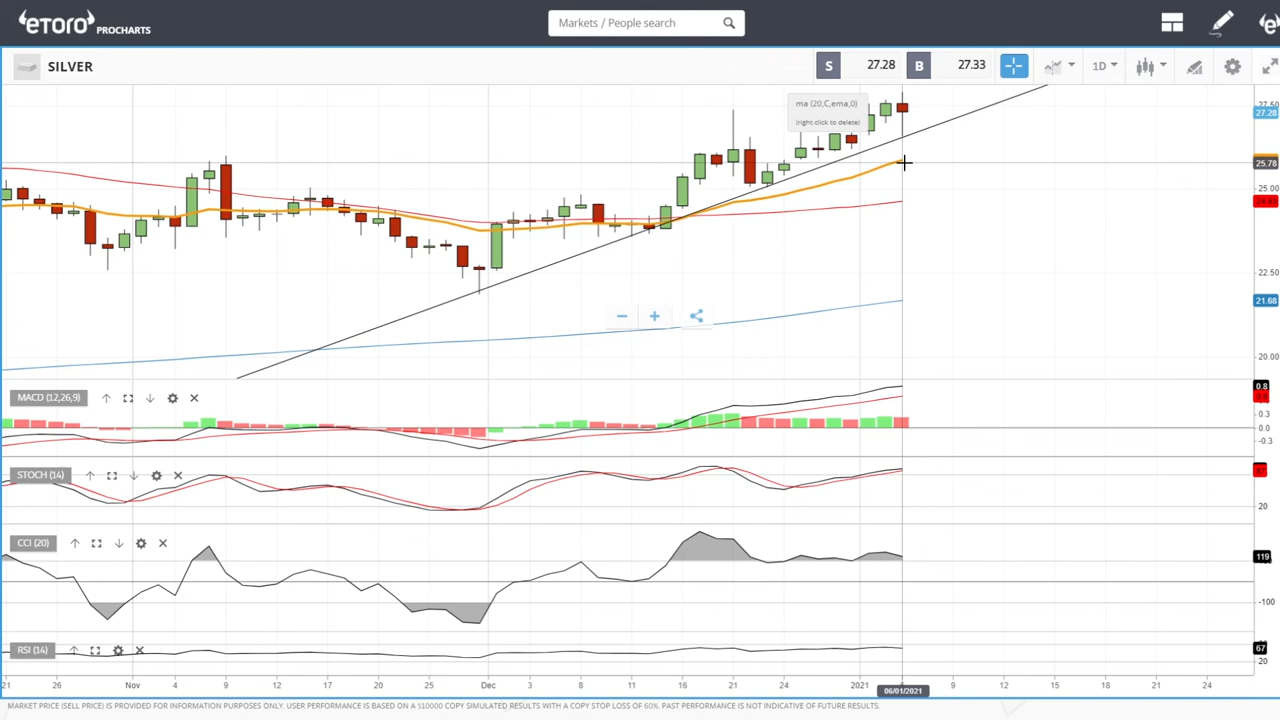 eTORO PROCHARTS
Markets / People search
SILVER
S 27.28 B 27.33
1D
ma (20,C,ema,0)
(right click to delete)
27.50
27.28
25.78
25.00
24.63
22.50
21.68
20.00
MACD (12,26,9)
0.8
0.3
0.0
-0.3
STOCH (14)
20
CCI (20)
119
-100
RSI (14)
67
20
21 26 Nov 4 9 12 17 20 25 Dec 3 8 11 16 21 24 2021 9 12 15 18 21 24
06/01/2021
MARKET PRICE (SELL PRICE) IS PROVIDED FOR INFORMATION PURPOSES ONLY. USER PERFORMANCE IS BASED ON A $10000 COPY SIMULATED RESULTS WITH A COPY STOP LOSS OF 60%. PAST PERFORMANCE IS NOT INDICATIVE OF FUTURE RESULTS.